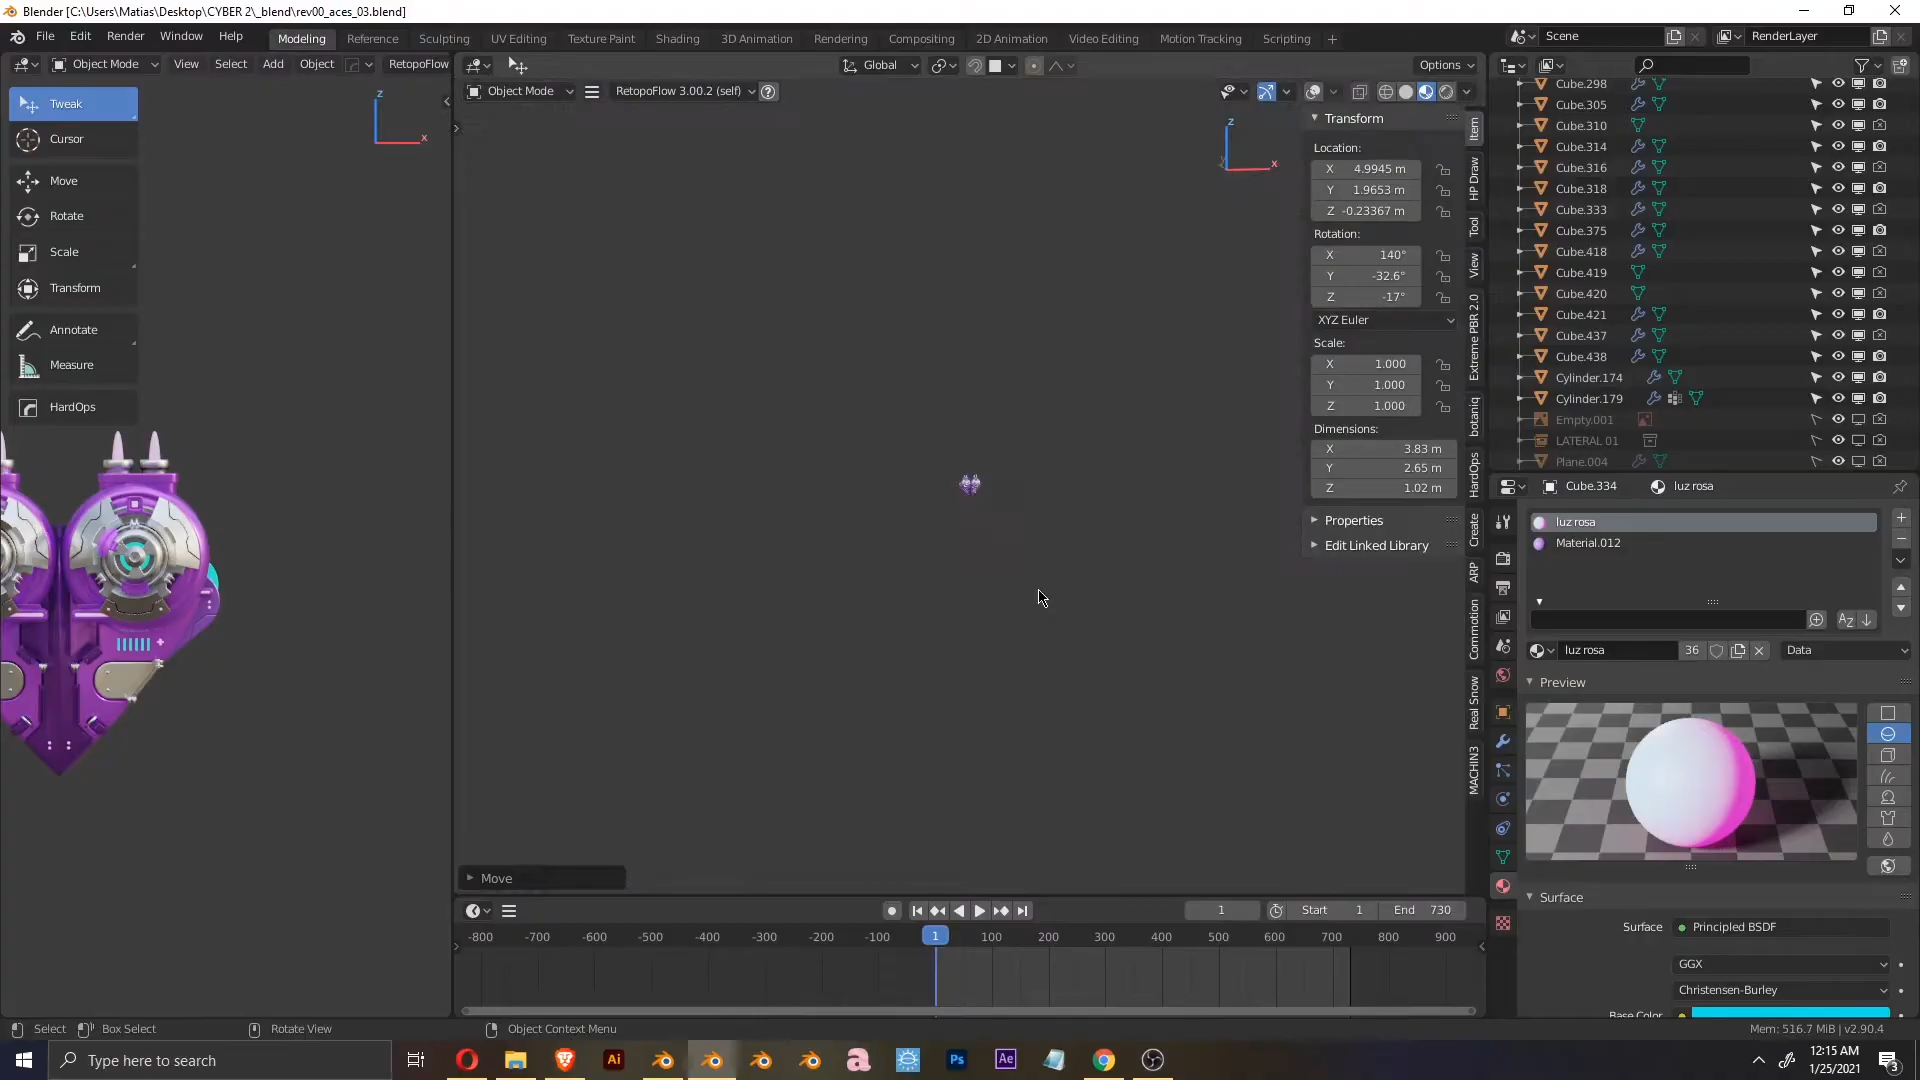 Blender [C:\Users\Matias\Desktop\CYBER 2\_blend\rev00_aces_03.blend]
File Edit Render Window Help Modeling Reference Sculpting UV Editing Texture Paint Shading 3D Animation Rendering Compositing 2D Animation Video Editing Motion Tracking Scripting + Scene RenderLayer
Object Mode View Select Add Object RetopoFlow Global Options
Object Mode RetopoFlow 3.00.2 (self)
Tweak
Cursor
Move
Rotate
Scale
Transform
Annotate
Measure
HardOps
z
x
z
x
Transform
Location:
X 4.9945 m
Y 1.9653 m
Z -0.23367 m
Rotation:
X 140°
Y -32.6°
Z -17°
XYZ Euler
Scale:
X 1.000
Y 1.000
Z 1.000
Dimensions:
X 3.83 m
Y 2.65 m
Z 1.02 m
Properties
Edit Linked Library
Item
HP Draw
Tool
View
Extreme PBR 2.0
botaniq
HardOps
Create
ARP
Commotion
Real Snow
MACHIN3
Cube.298
Cube.305
Cube.310
Cube.314
Cube.316
Cube.318
Cube.333
Cube.375
Cube.418
Cube.419
Cube.420
Cube.421
Cube.437
Cube.438
Cylinder.174
Cylinder.179
Empty.001
LATERAL 01
Plane.004
Cube.334 luz rosa
luz rosa
Material.012
luz rosa 36 Data
Preview
Surface
Surface Principled BSDF
GGX
Christensen-Burley
Base Color
Move
1 Start 1 End 730
-800 -700 -600 -500 -400 -300 -200 -100 1 100 200 300 400 500 600 700 800 900
Select Box Select Rotate View Object Context Menu Mem: 516.7 MiB | v2.90.4
Type here to search
Ai
Ps
Ae
12:15 AM
1/25/2021
3